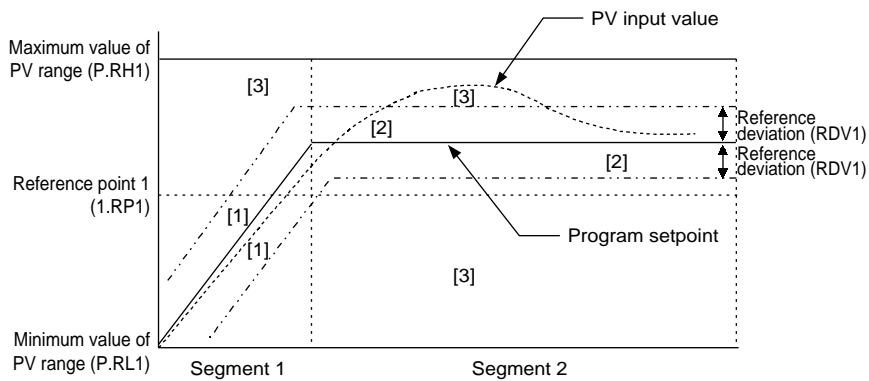 PV input value
Maximum value of
PV range (P.RH1)
[3]
[3]
[2]
Reference
deviation (RDV1)
Reference
deviation (RDV1)
[2]
Reference point 1
(1.RP1)
[1]
[1]
Program setpoint
[3]
Minimum value of
PV range (P.RL1)
Segment 1
Segment 2